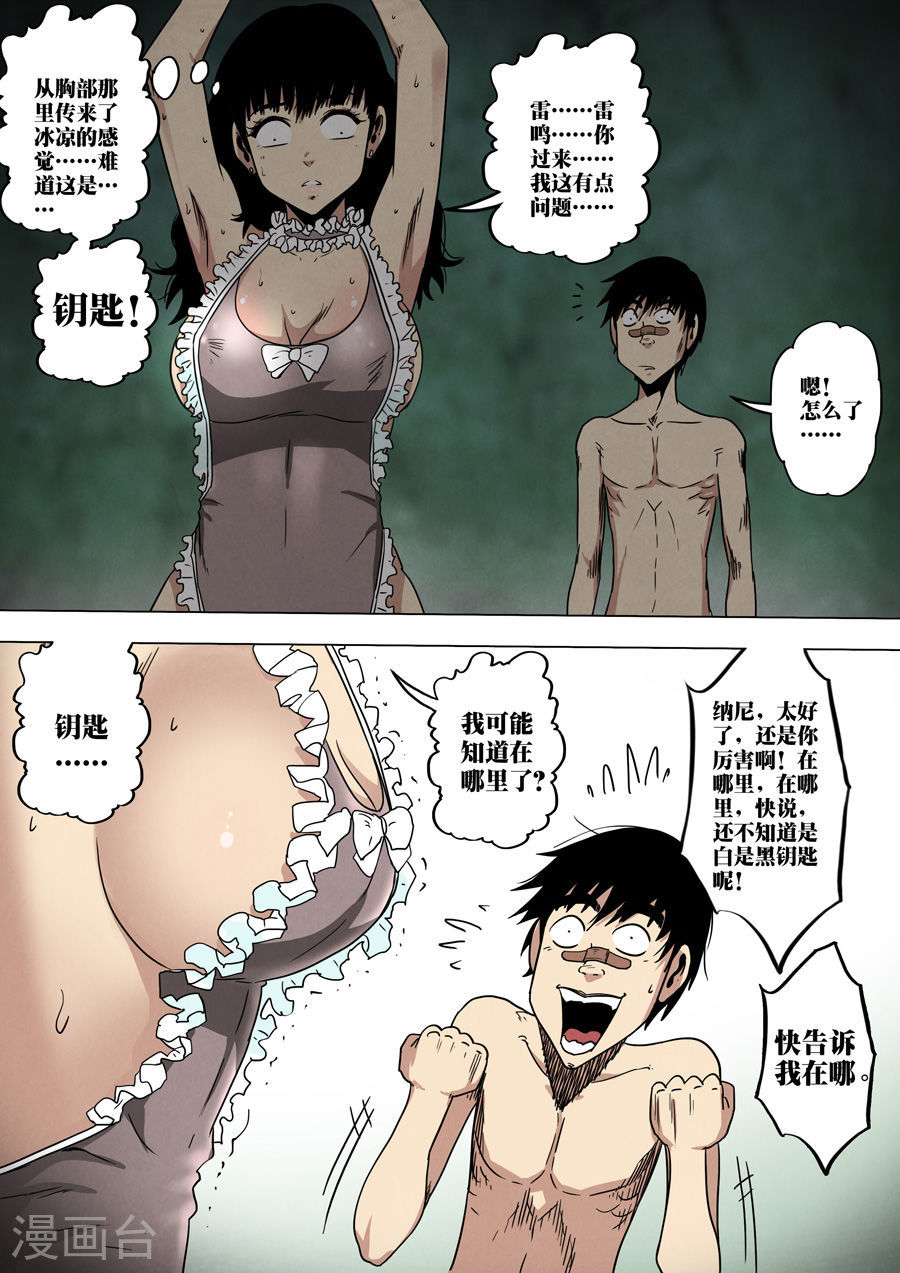 从胸部那
里传来了
冰凉的感
觉……难
道这是…
…
钥匙！
雷……雷
鸣……你
过来……
我这有点
问题……
嗯！
怎么了
……
钥匙
……
我可能
知道在
哪里了？
纳尼，太好
了，还是你
厉害啊！在
哪里，在哪
里，快说，
还不知道是
白是黑钥匙
呢！
快告诉
我在哪。
漫画台